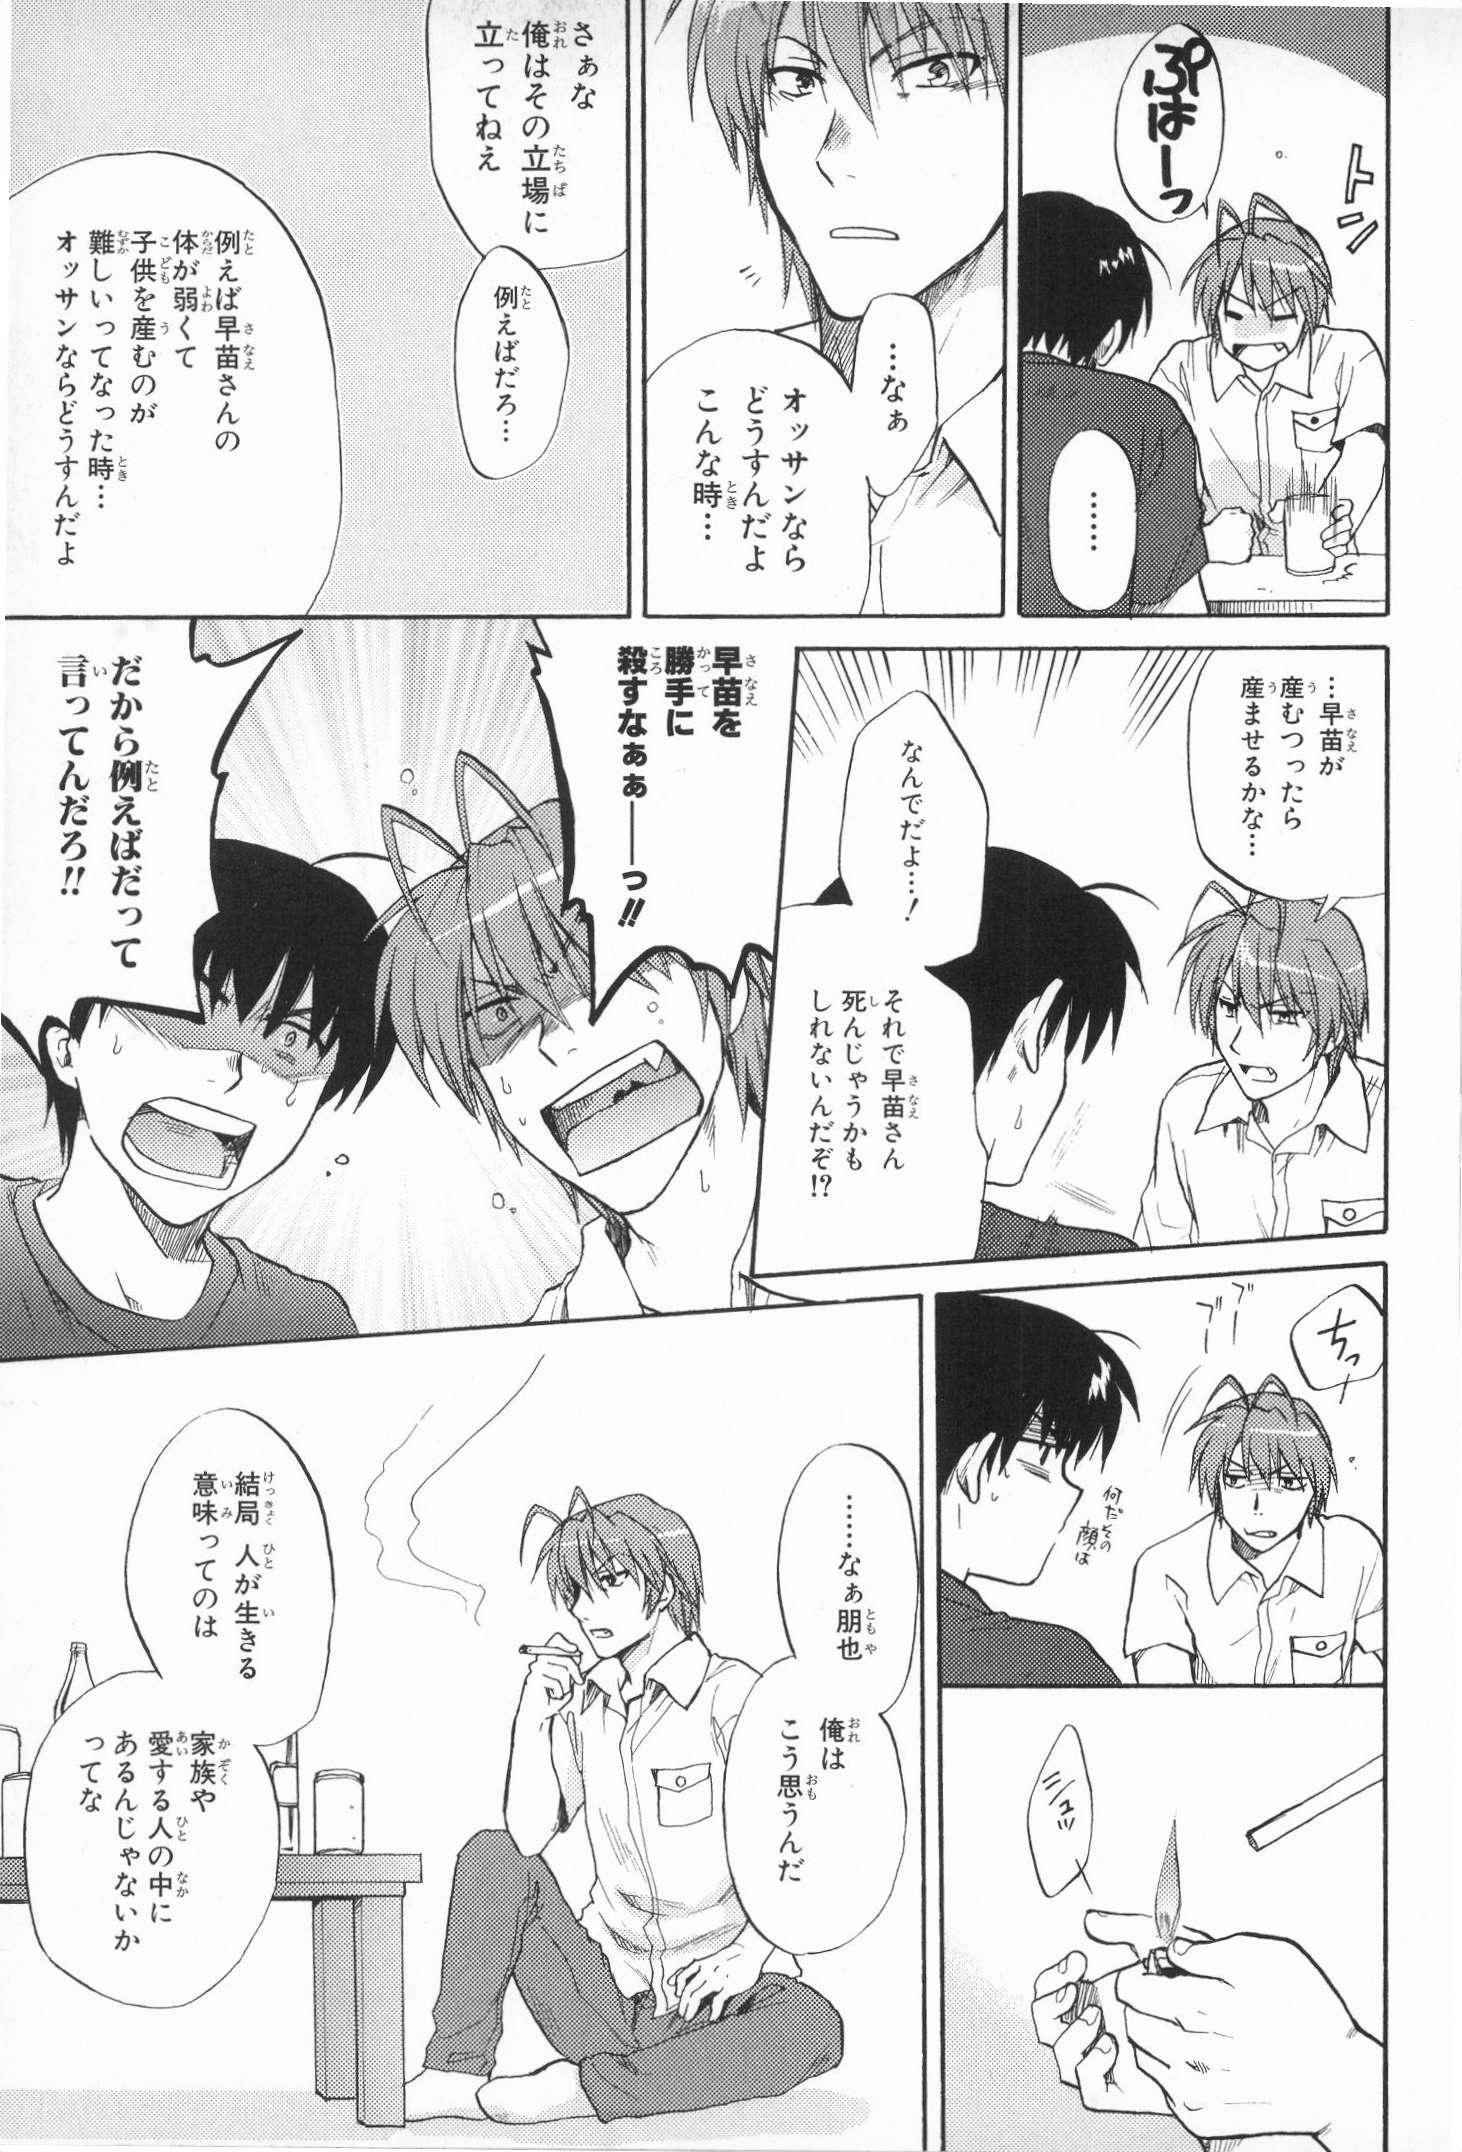 ぷはーっ
トン
……
…なぁ
オッサンなら
どうすんだよ
こんな時…
さぁな
俺はその立場に
立ってねえ
例えばだろ…
例えば早苗さんの
体が弱くて
子供を産むのが
難しいってなった時…
オッサンならどうすんだよ
…早苗が
産むつったら
産ませるかな…
なんでだよ…!
それで早苗さん
死んじゃうかも
しれないんだぞ!?
早苗を
勝手に
殺すなぁぁーーっ!!
だから例えばだって
言ってんだろ!!
ちっ
ブブブ
何だその
顔は
シュッ
……なぁ朋也
俺は
こう思うんだ
結局 人が生きる
意味ってのは
家族や
愛する人の中に
あるんじゃないか
ってな